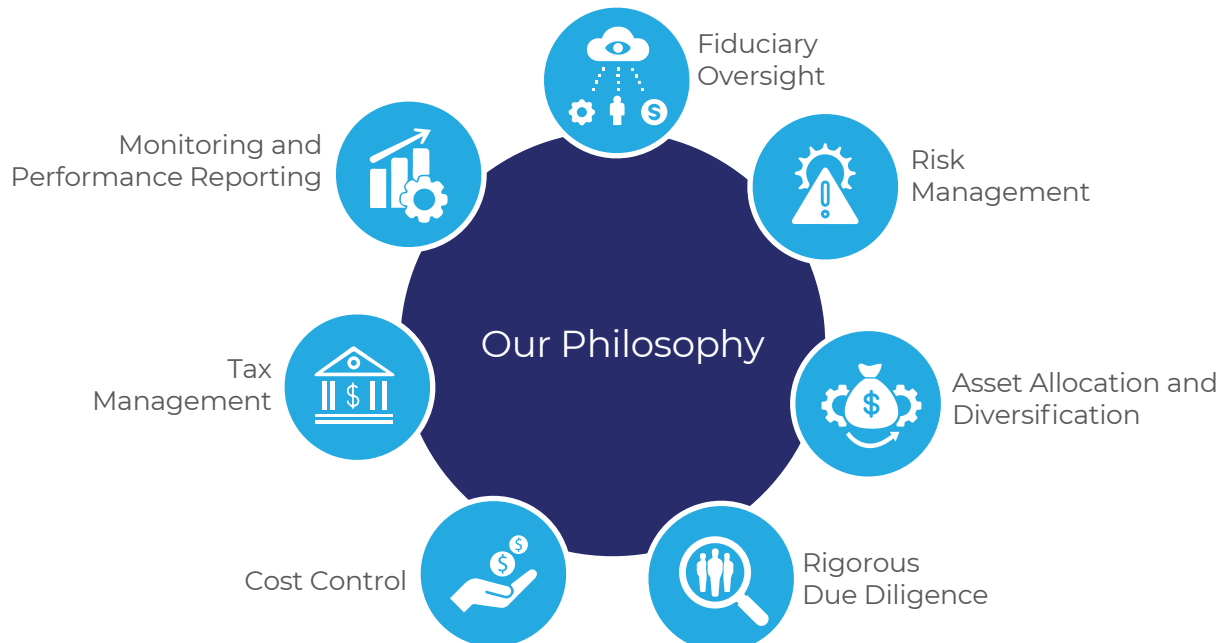 Fiduciary
Oversight
Risk
Management
Asset Allocation and
Diversification
Rigorous
Due Diligence
Cost Control
Tax
Management
Monitoring and
Performance Reporting
Our Philosophy
$
$
$
$
$